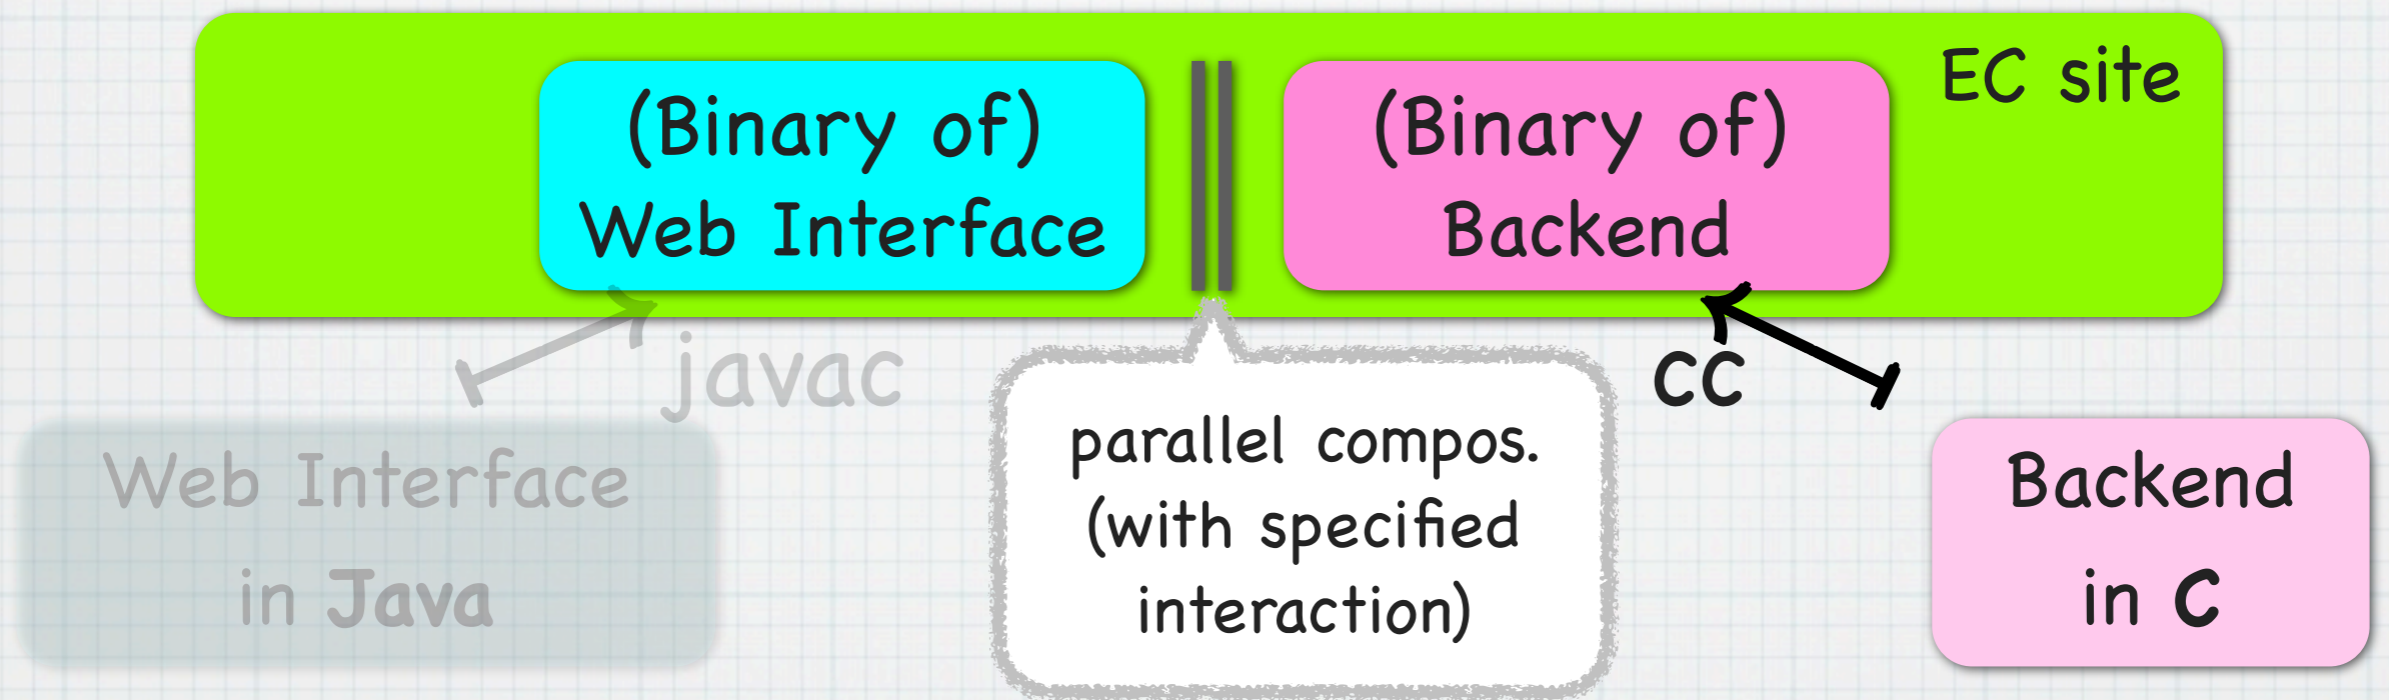 EC site
(Binary of)
Web Interface
(Binary of)
Backend
javac
cc
Web Interface
in Java
parallel compos.
(with specified
interaction)
Backend
in C